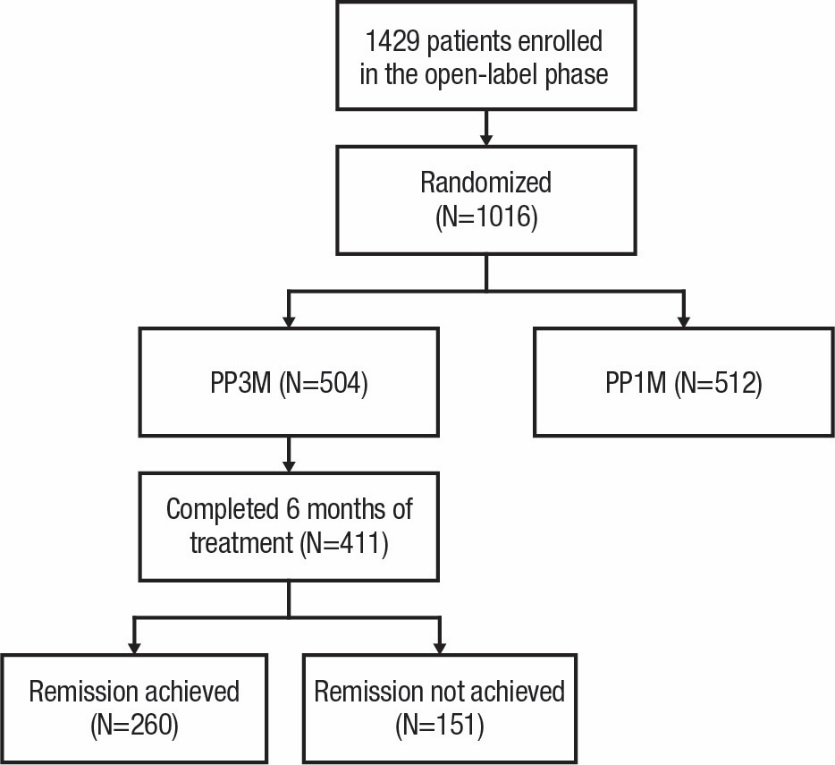 1429 patients enrolled
in the open-label phase
Randomized
(N=1016)
PP3M (N=504)
PP1M (N=512)
Completed 6 months of
treatment (N=411)
Remission achieved
(N=260)
Remission not achieved
(N=151)